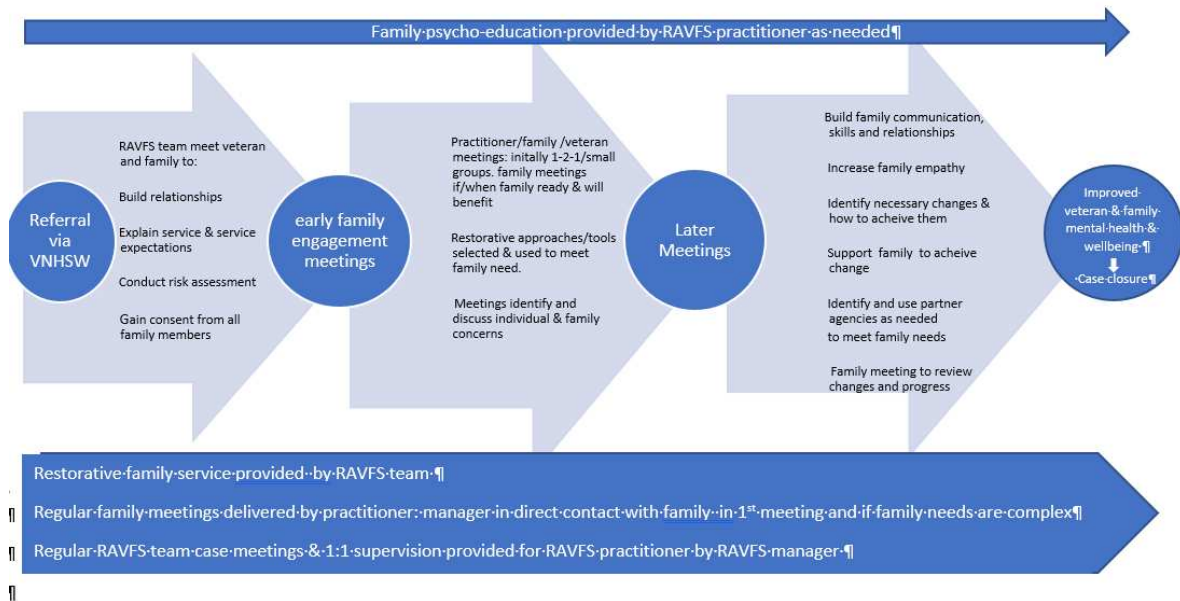 Family·psycho-education·provided·by·RAVFS·practitioner·as·needed¶
Referral
via
VNHSW
RAVFS team meet veteran
and family to:
Build relationships
Explain service & service
expectations
Conduct risk assessment
Gain consent from all
family members
early family
engagement
meetings
Practitioner/family /veteran
meetings: initally 1-2-1/small
groups. family meetings
if/when family ready & will
benefit
Restorative approaches/tools
selected & used to meet
family need.
Meetings identify and
discuss individual & family
concerns
Later
Meetings
Build family communication,
skills and relationships
Increase family empathy
Identify necessary changes &
how to acheive them
Support family to acheive
change
Identify and use partner
agencies as needed
to meet family needs
Family meeting to review
changes and progress
Improved·
veteran·&·family·
mental·health·&·
wellbeing·¶
·Case·closure¶
Restorative·family·service·provided··by·RAVFS·team·¶
Regular·family·meetings·delivered·by·practitioner:·manager·in·direct·contact·with·family··in·1st·meeting·and·if·family·needs·are·complex¶
Regular·RAVFS·team·case·meetings·&·1:1·supervision·provided·for·RAVFS·practitioner·by·RAVFS·manager·¶
¶
¶
¶